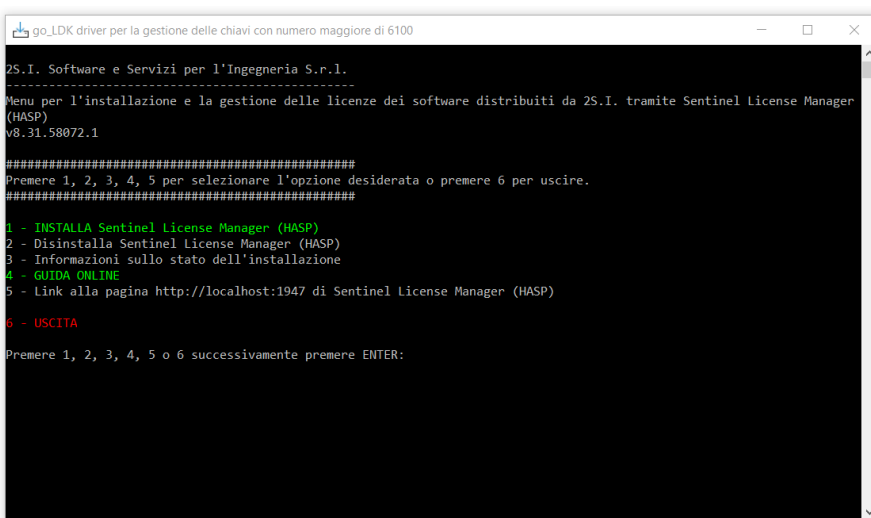 go_LDK driver per la gestione delle chiavi con numero maggiore di 6100
2S.I. Software e Servizi per l'Ingegneria S.r.l.
-------------------------------------------------
Menu per l'installazione e la gestione delle licenze dei software distribuiti da 2S.I. tramite Sentinel License Manager
(HASP)
v8.31.58072.1
#################################################
Premere 1, 2, 3, 4, 5 per selezionare l'opzione desiderata o premere 6 per uscire.
#################################################
1 - INSTALLA Sentinel License Manager (HASP)
2 - Disinstalla Sentinel License Manager (HASP)
3 - Informazioni sullo stato dell'installazione
4 - GUIDA ONLINE
5 - Link alla pagina http://localhost:1947 di Sentinel License Manager (HASP)
6 - USCITA
Premere 1, 2, 3, 4, 5 o 6 successivamente premere ENTER: